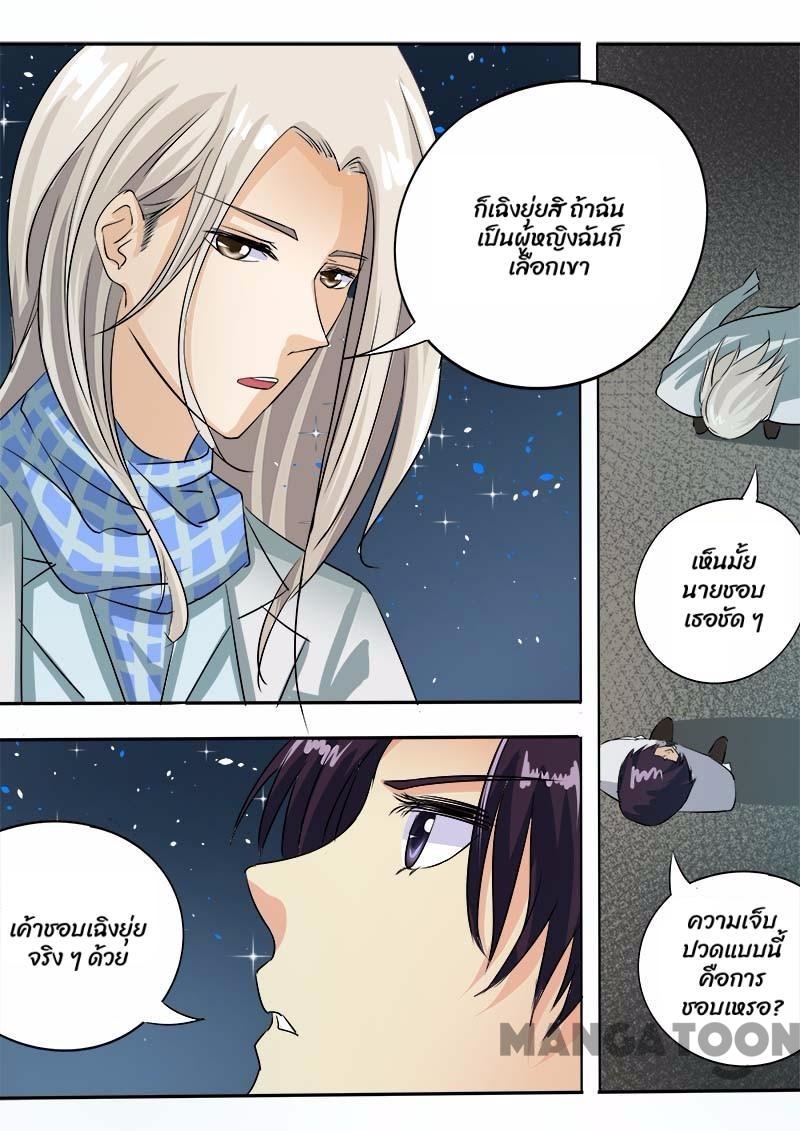 ก็เฉิงยุ่ยสิ ถ้าฉัน
เป็นผู้หญิงฉันก็
เลือกเขา
เค้าชอบเฉิงยุ่ย
จริง ๆ ด้วย
เห็นมั้ย
นายชอบ
เธอชัด ๆ
ความเจ็บ
ปวดแบบนี้
คือการ
ชอบเหรอ?
MANGATOON